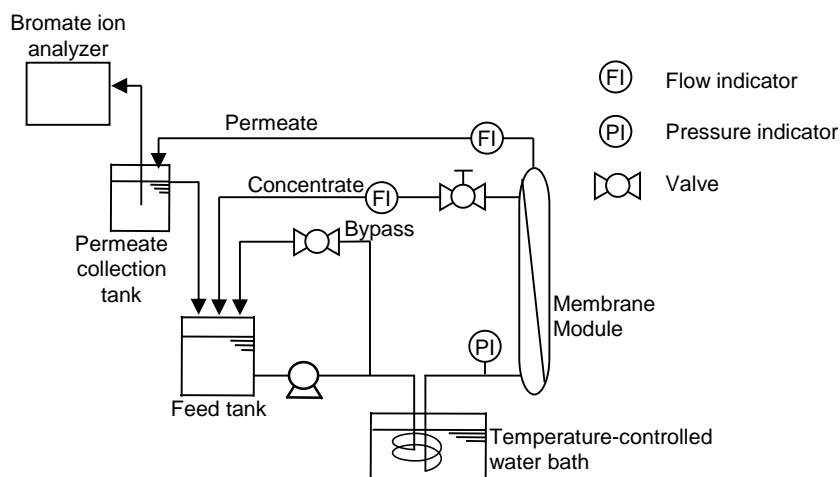 Bromate ion
analyzer
FI
Flow indicator
Permeate
FI
PI
Pressure indicator
Concentrate
FI
Valve
Bypass
Permeate
collection
tank
Membrane
Module
PI
Feed tank
Temperature-controlled
water bath